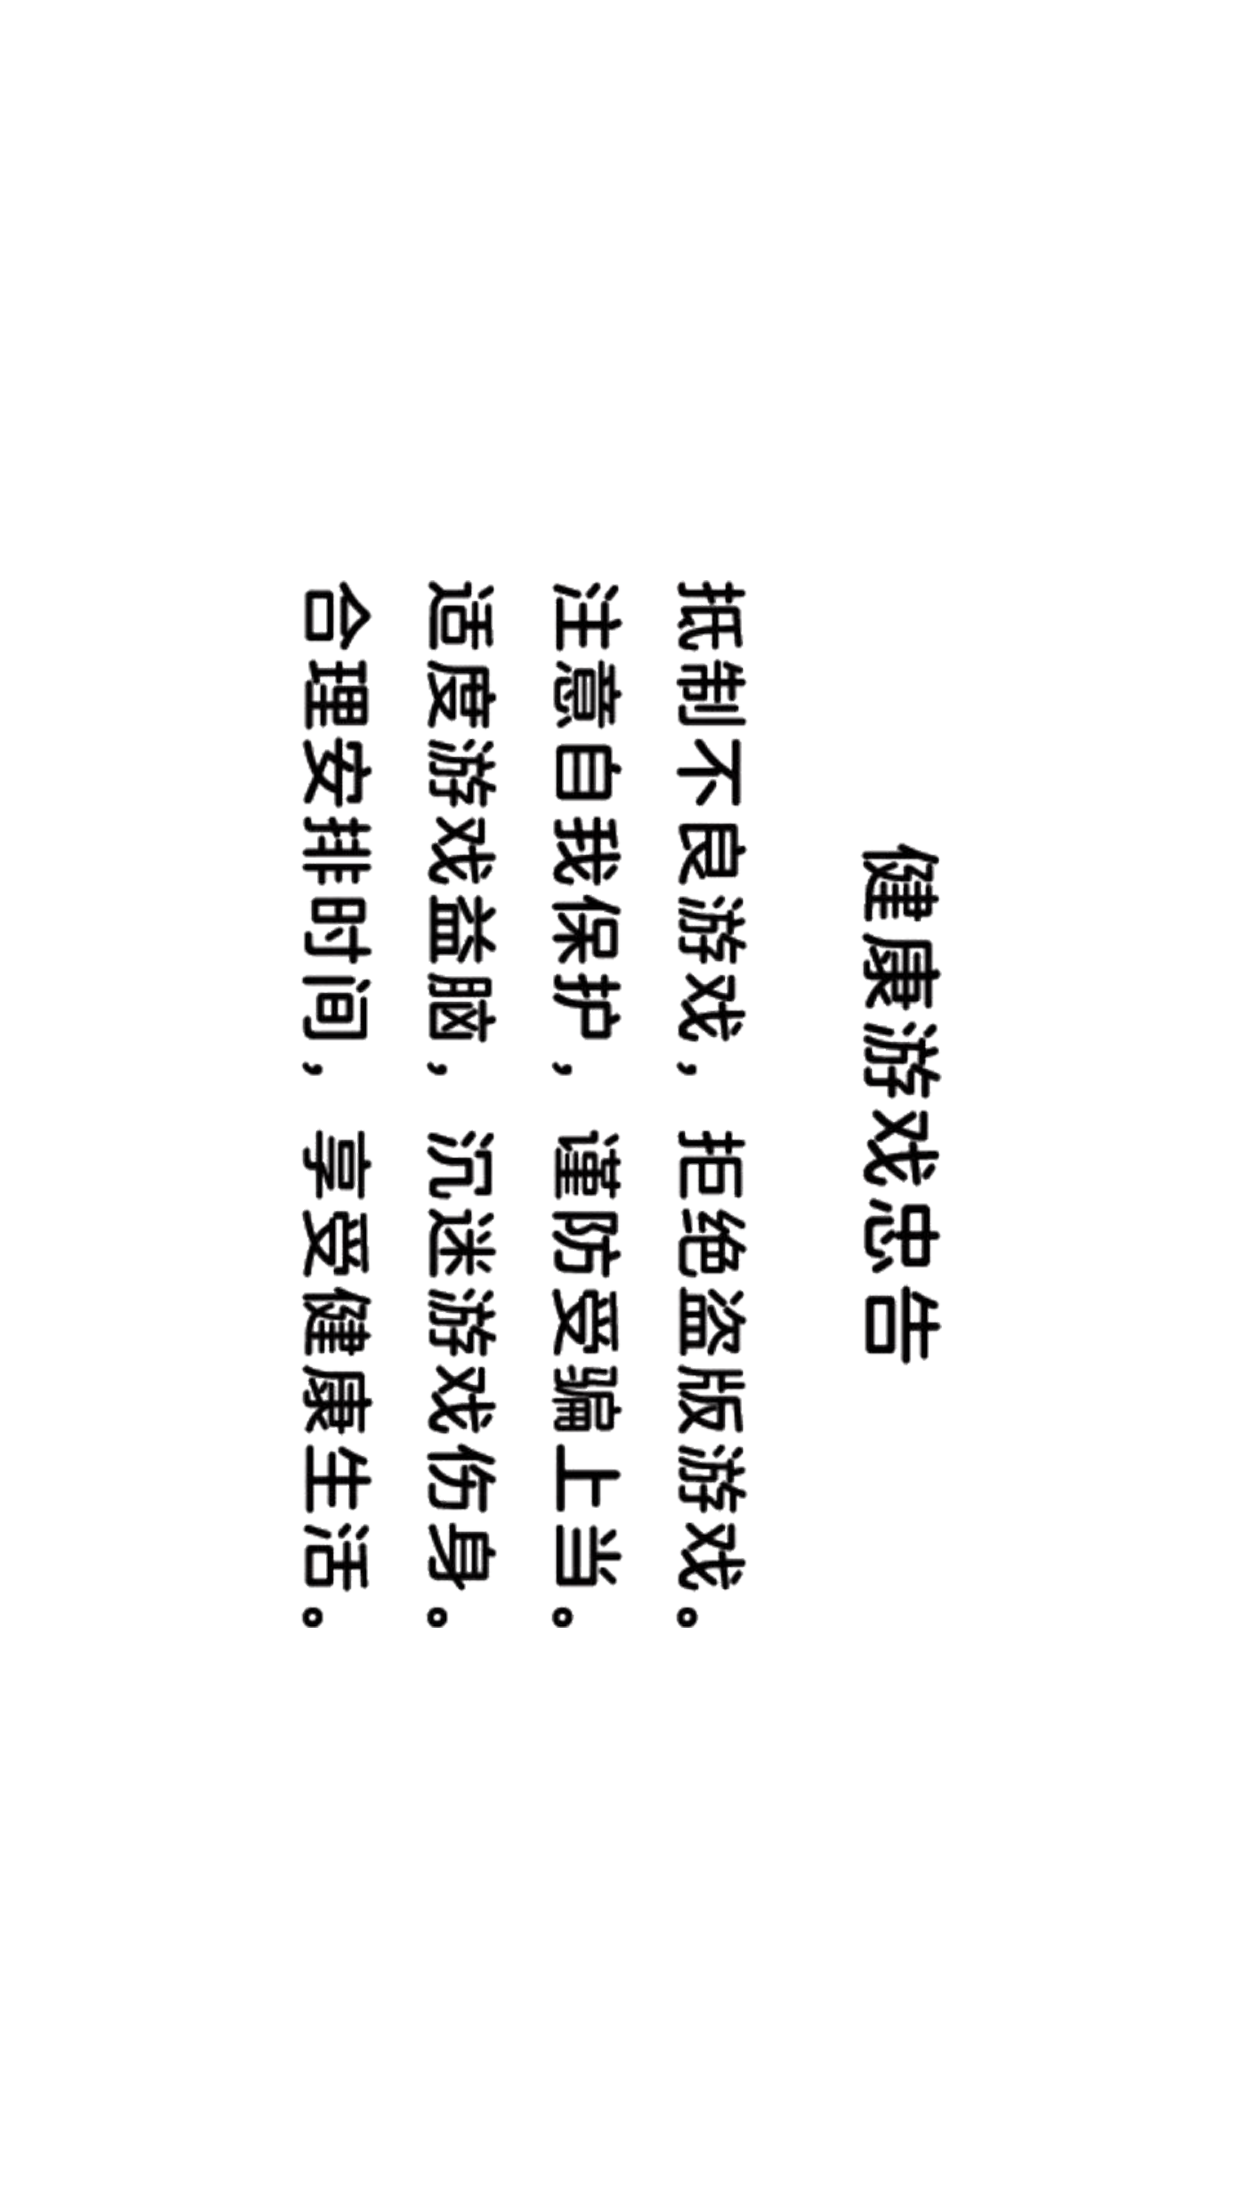 健康游戏忠告
抵制不良游戏，拒绝盗版游戏。
注意自我保护，谨防受骗上当。
适度游戏益脑，沉迷游戏伤身。
合理安排时间，享受健康生活。